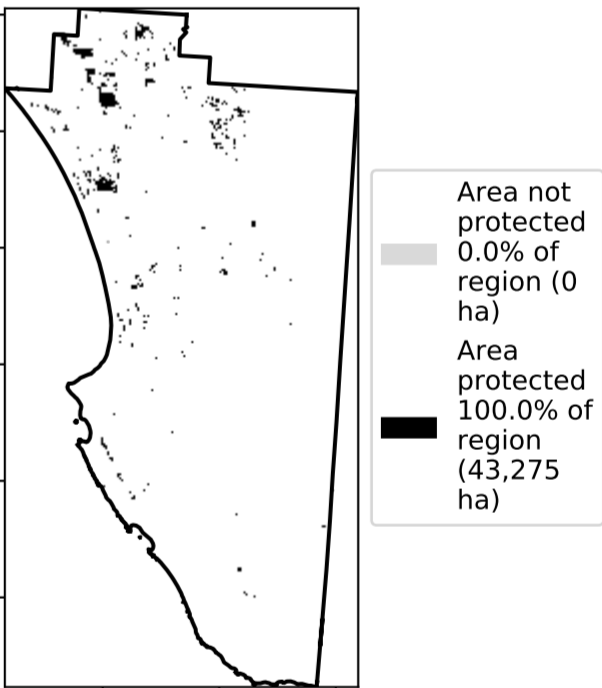 Area not
protected
0.0% of
region (0
ha)
Area
protected
100.0% of
region
(43,275
ha)